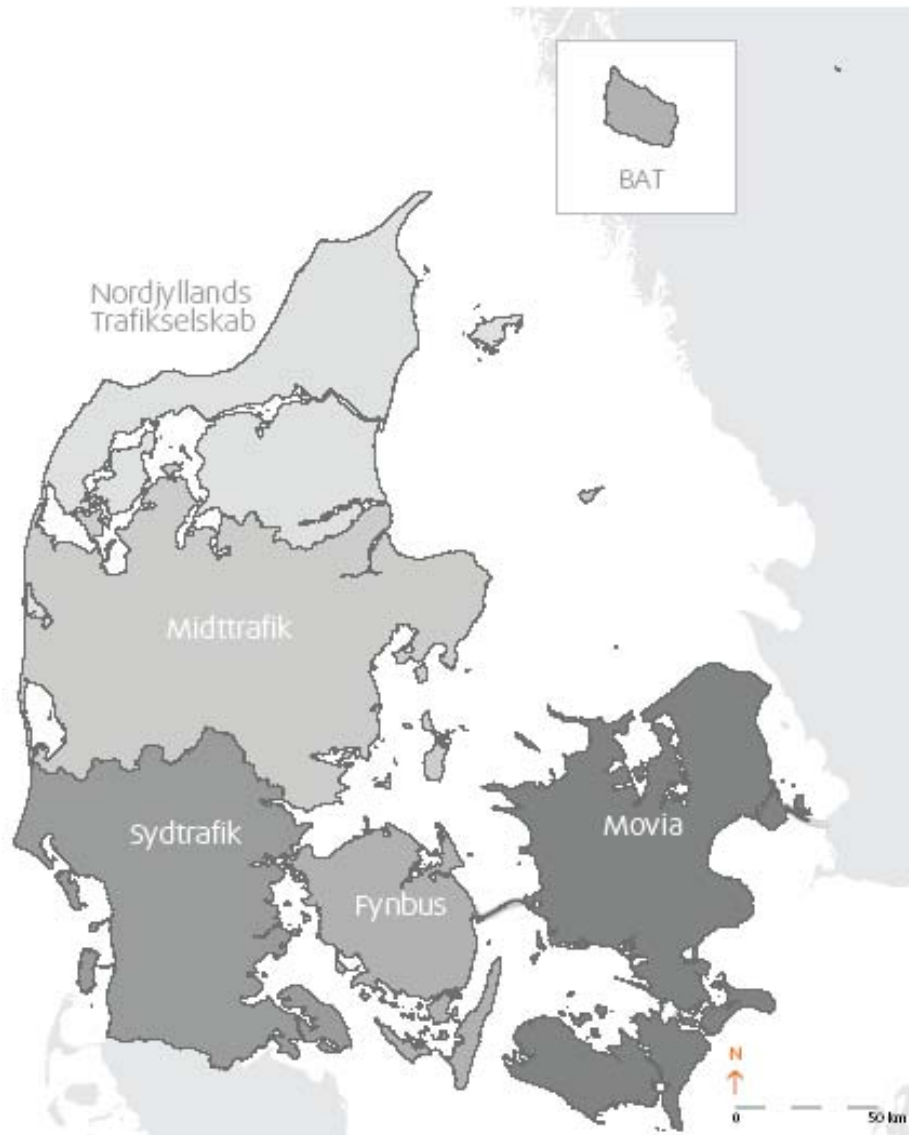 BAT
Nordjyllands
Trafikselskab
Midttrafik
Sydtrafik
Movia
Fynbus
N
0 50 km